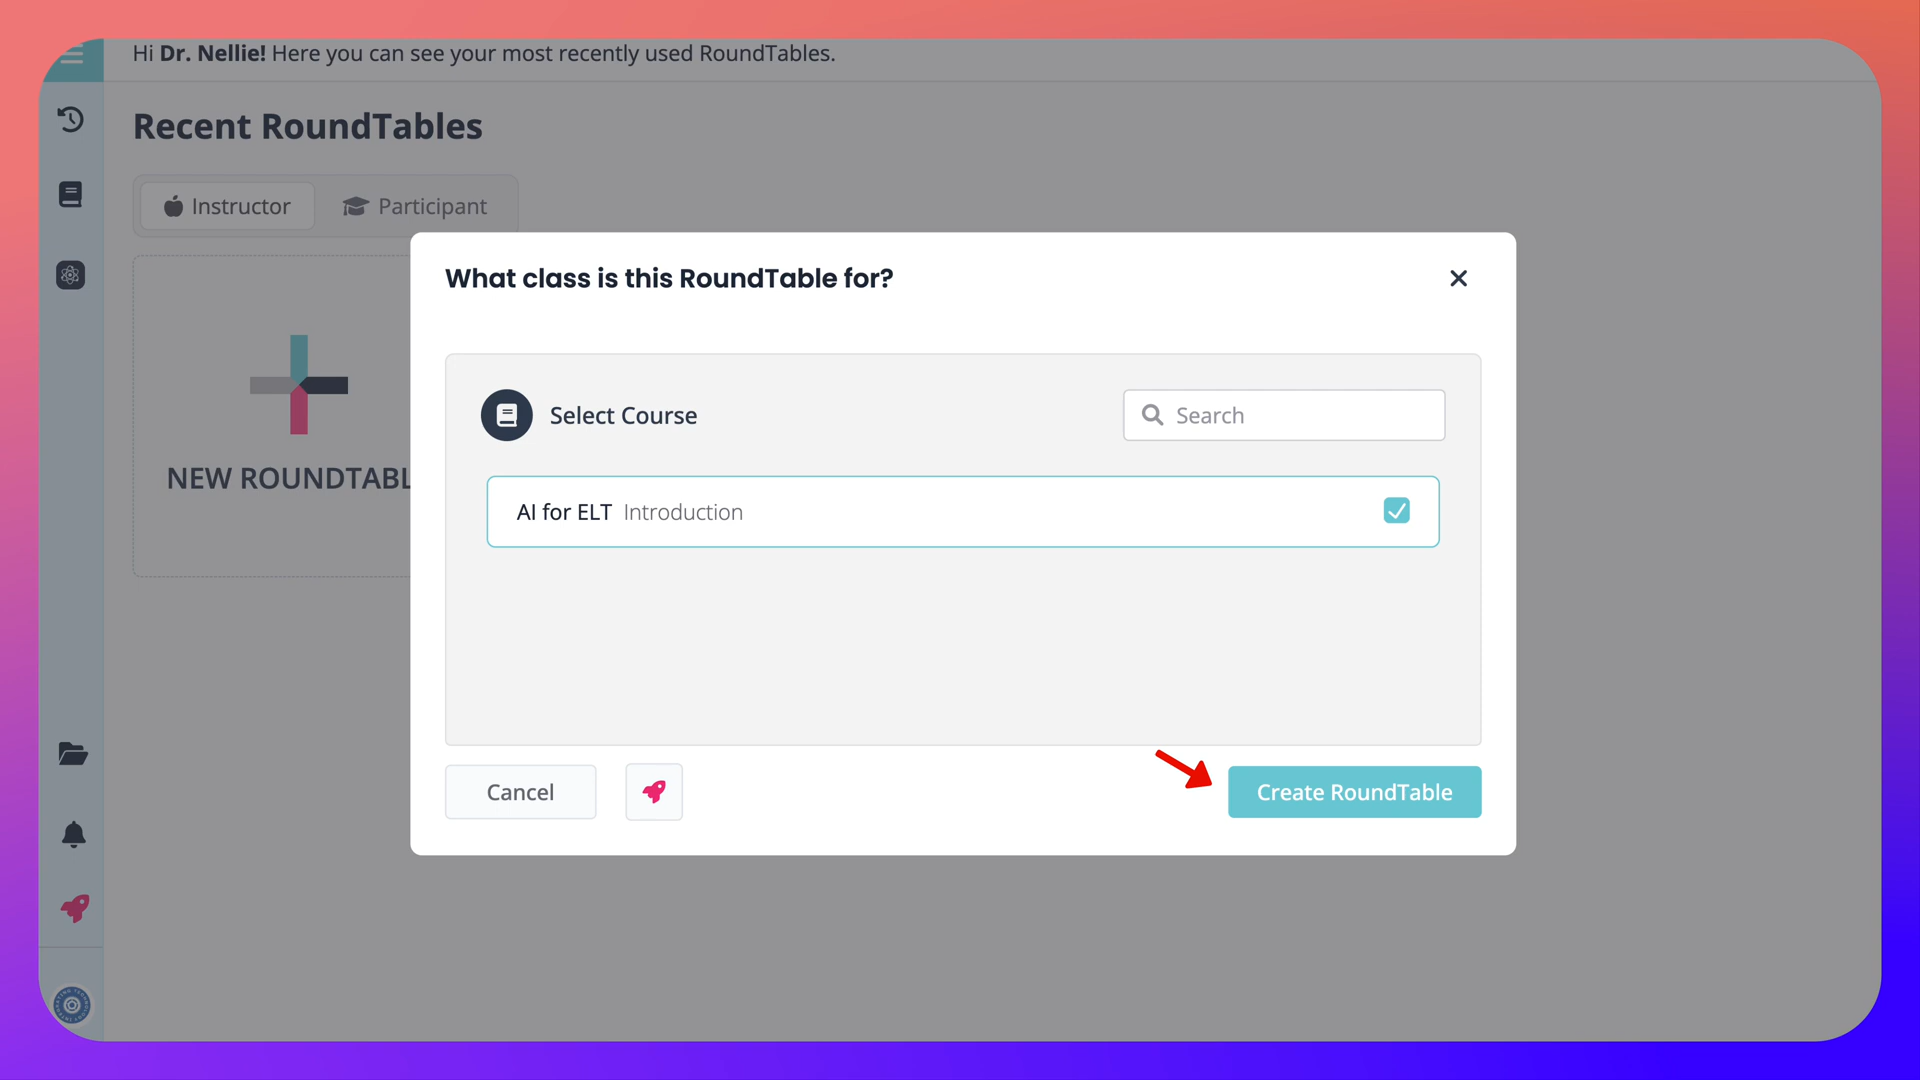 Hi Dr. Nellie! Here you can see your most recently used RoundTables.
Recent RoundTables
Instructor
Participant
What class is this RoundTable for?
Select Course
Search
AI for ELT Introduction
NEW ROUNDTABL
Cancel
Create RoundTable